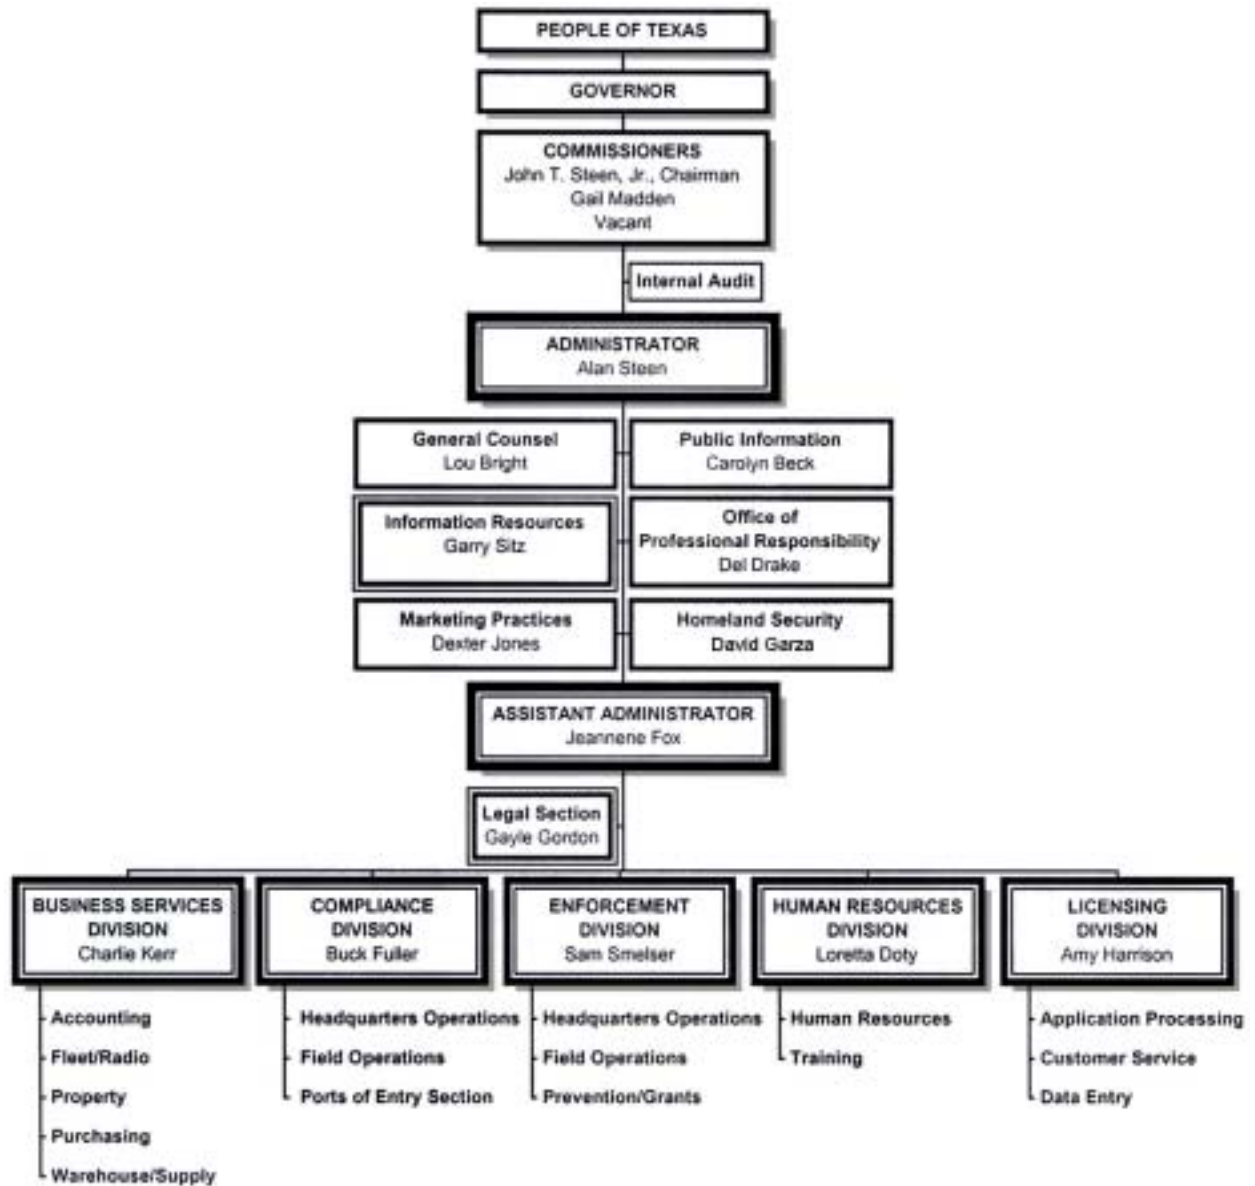 PEOPLE OF TEXAS
GOVERNOR
COMMISSIONERS
John T. Steen, Jr., Chairman
Gail Madden
Vacant
Internal Audit
ADMINISTRATOR
Alan Steen
General Counsel
Lou Bright
Public Information
Carolyn Beck
Information Resources
Garry Sitz
Office of
Professional Responsibility
Del Drake
Marketing Practices
Dexter Jones
Homeland Security
David Garza
ASSISTANT ADMINISTRATOR
Jeannene Fox
Legal Section
Gayle Gordon
BUSINESS SERVICES
DIVISION
Charlie Kerr
Accounting
Fleet/Radio
Property
Purchasing
Warehouse/Supply
COMPLIANCE
DIVISION
Buck Fuller
Headquarters Operations
Field Operations
Ports of Entry Section
ENFORCEMENT
DIVISION
Sam Smelser
Headquarters Operations
Field Operations
Prevention/Grants
HUMAN RESOURCES
DIVISION
Loretta Doty
Human Resources
Training
LICENSING
DIVISION
Amy Harrison
Application Processing
Customer Service
Data Entry